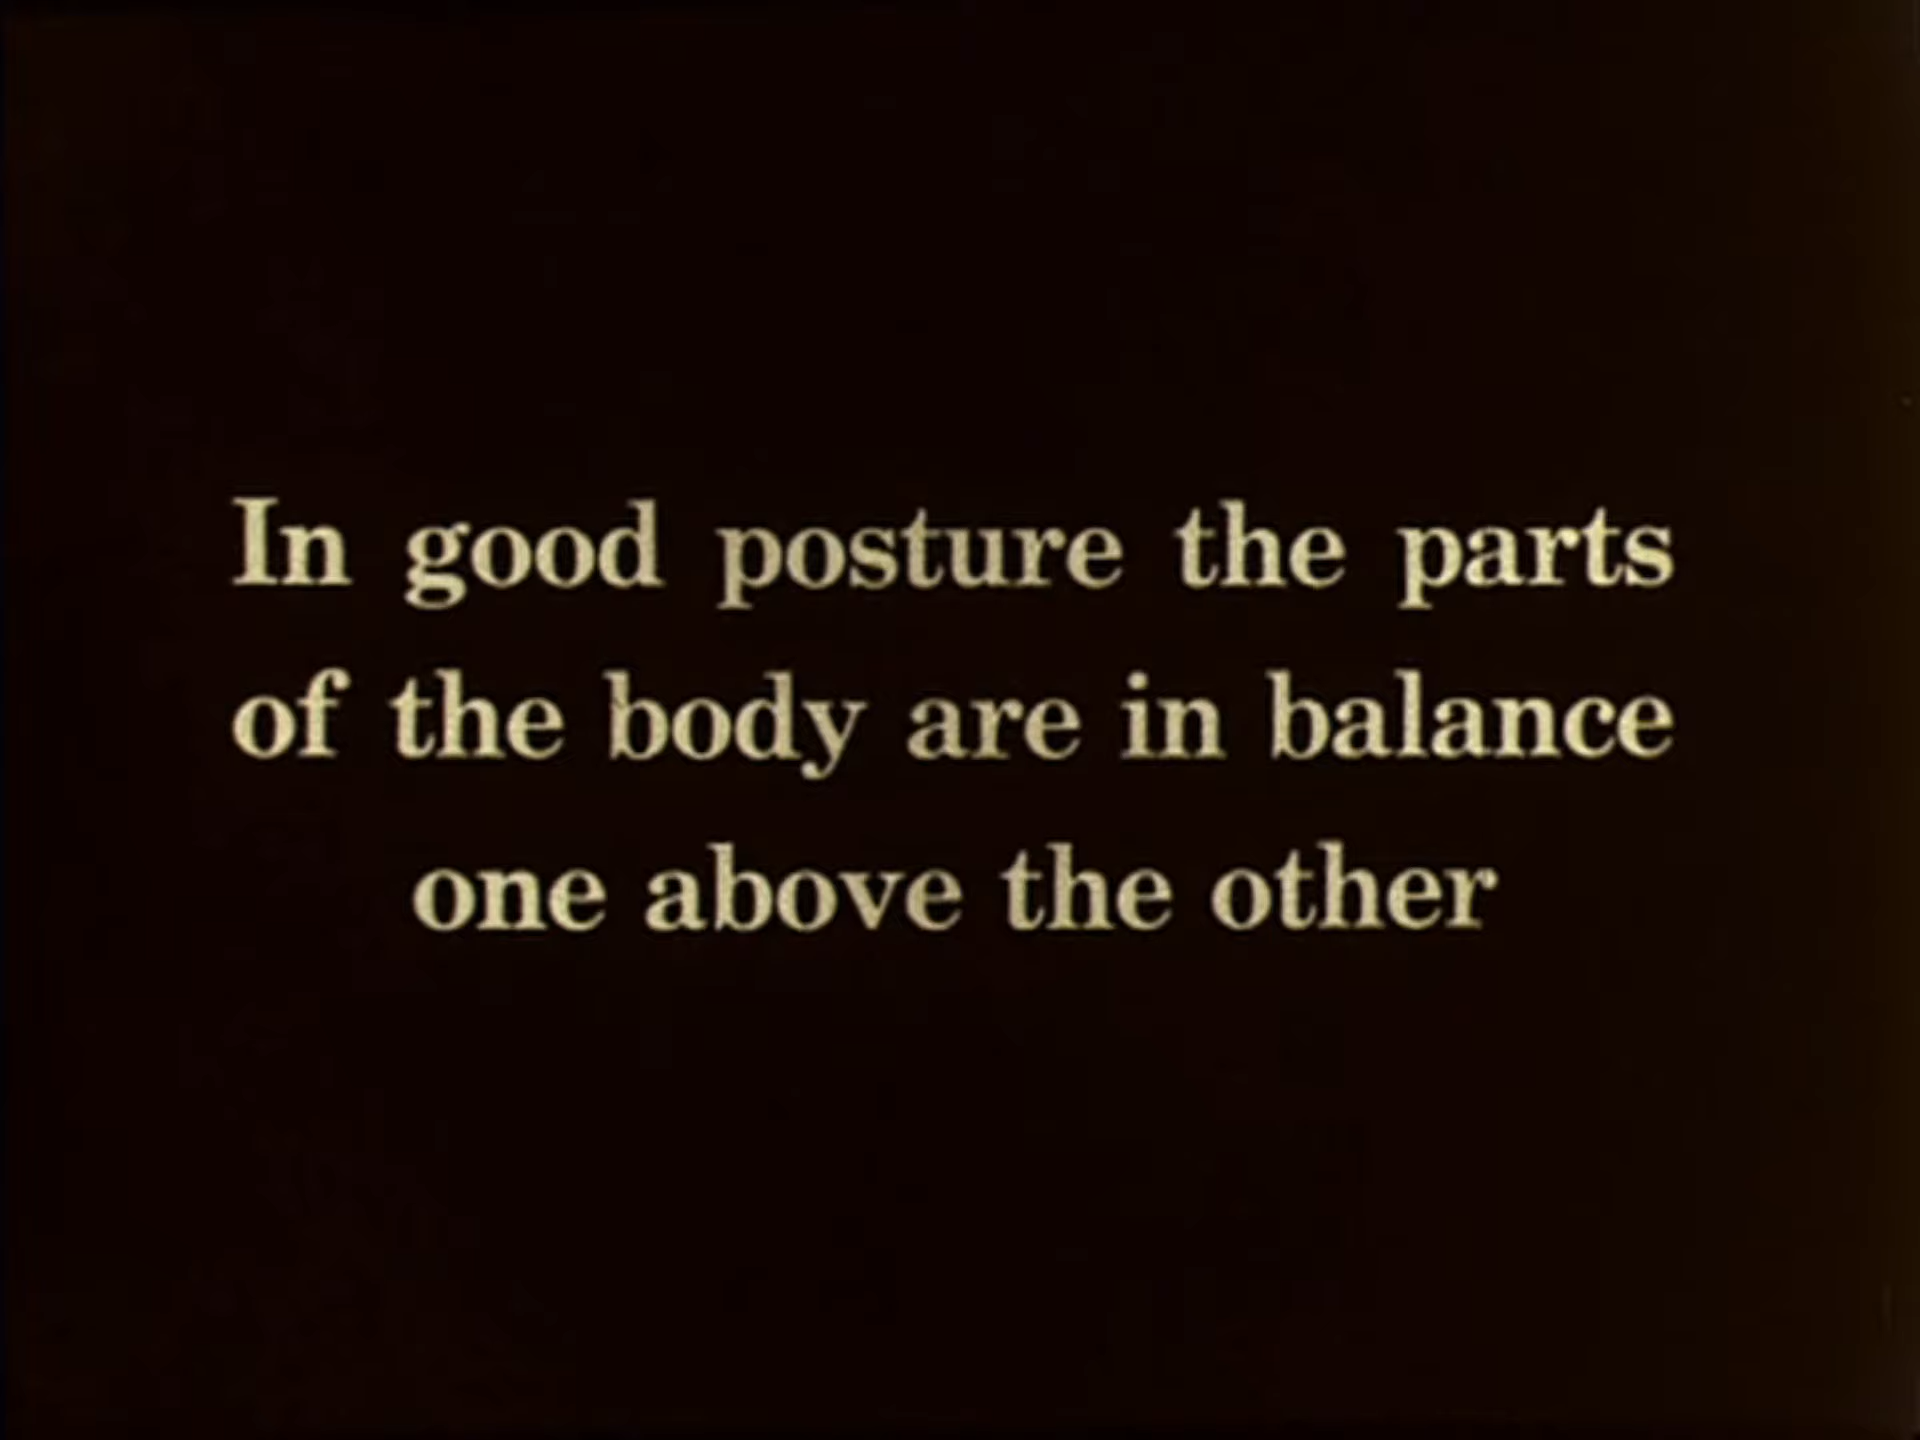 In good posture the parts
of the body are in balance
one above the other